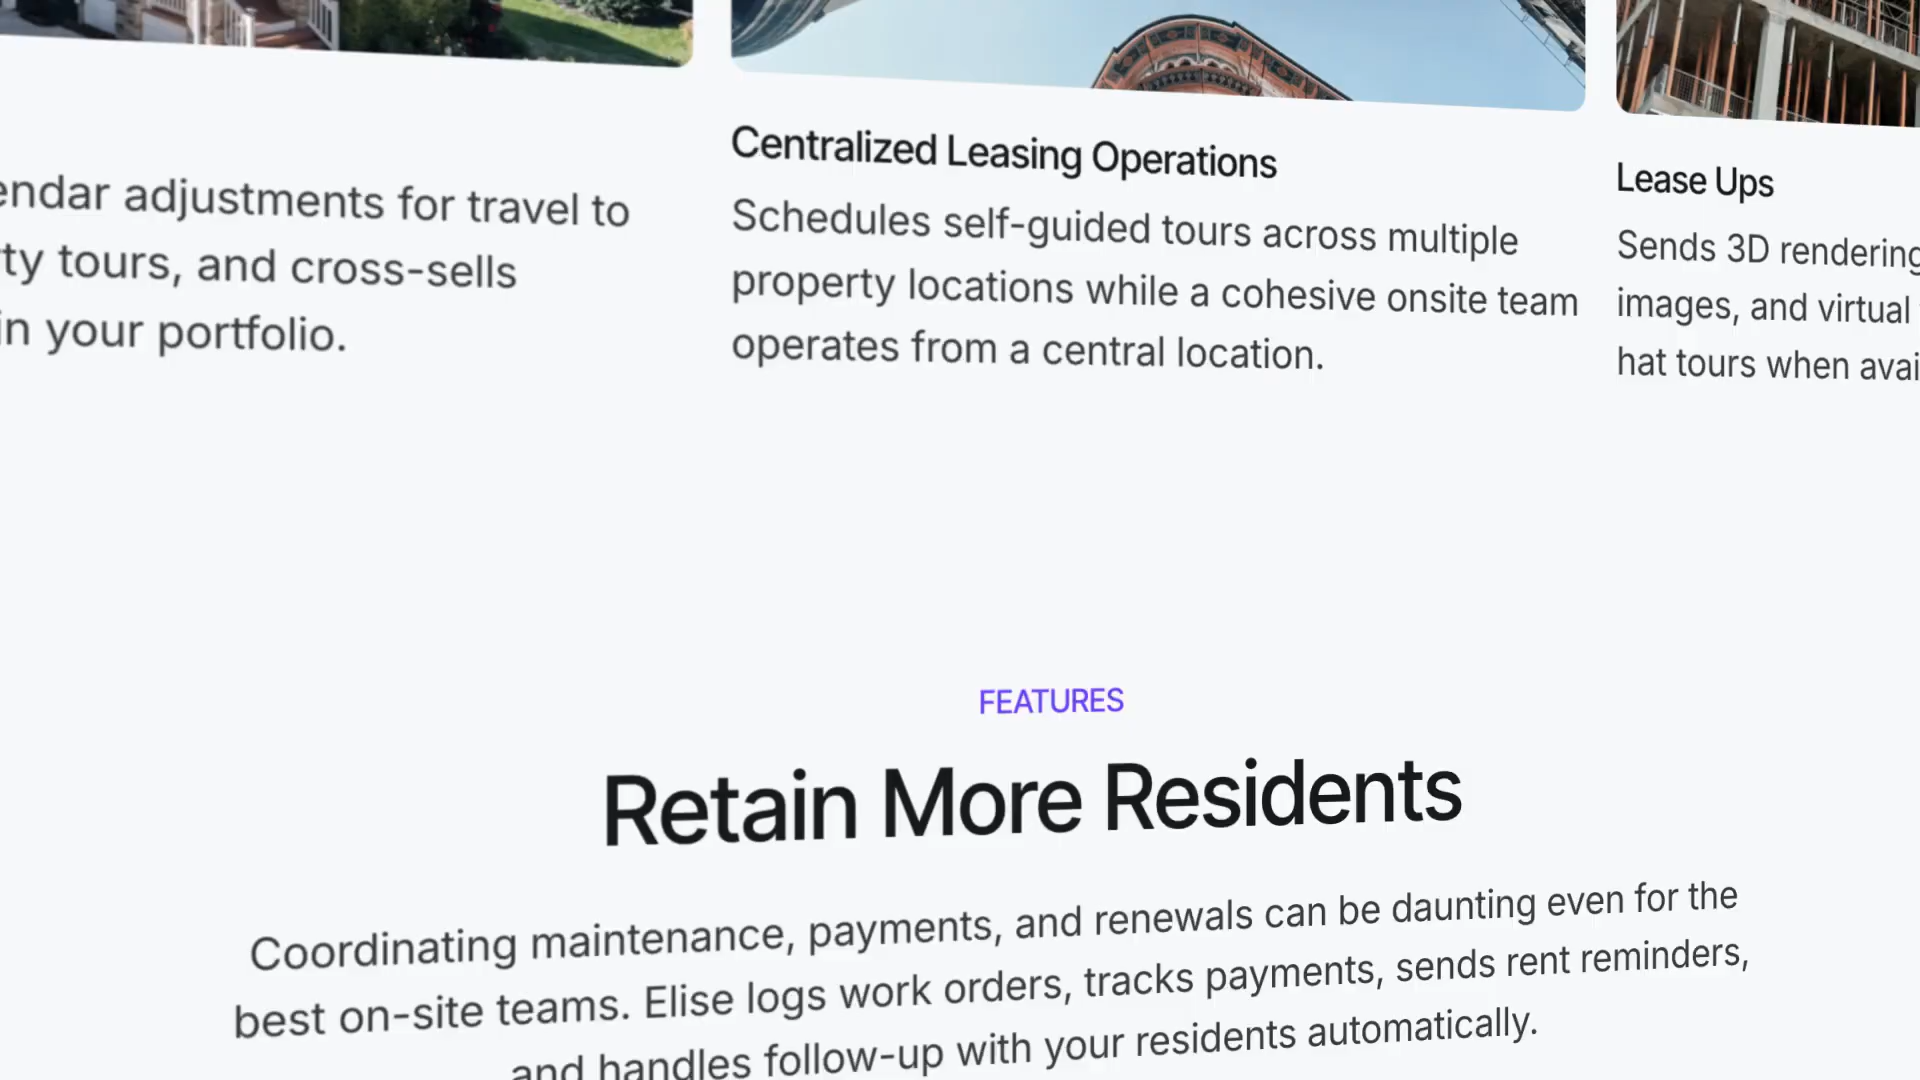 endar adjustments for travel to
ty tours, and cross-sells
in your portfolio.
Centralized Leasing Operations
Schedules self-guided tours across multiple
property locations while a cohesive onsite team
operates from a central location.
Lease Ups
Sends 3D rendering
images, and virtual
hat tours when avai
FEATURES
Retain More Residents
Coordinating maintenance, payments, and renewals can be daunting even for the
best on-site teams. Elise logs work orders, tracks payments, sends rent reminders,
and handles follow-up with your residents automatically.